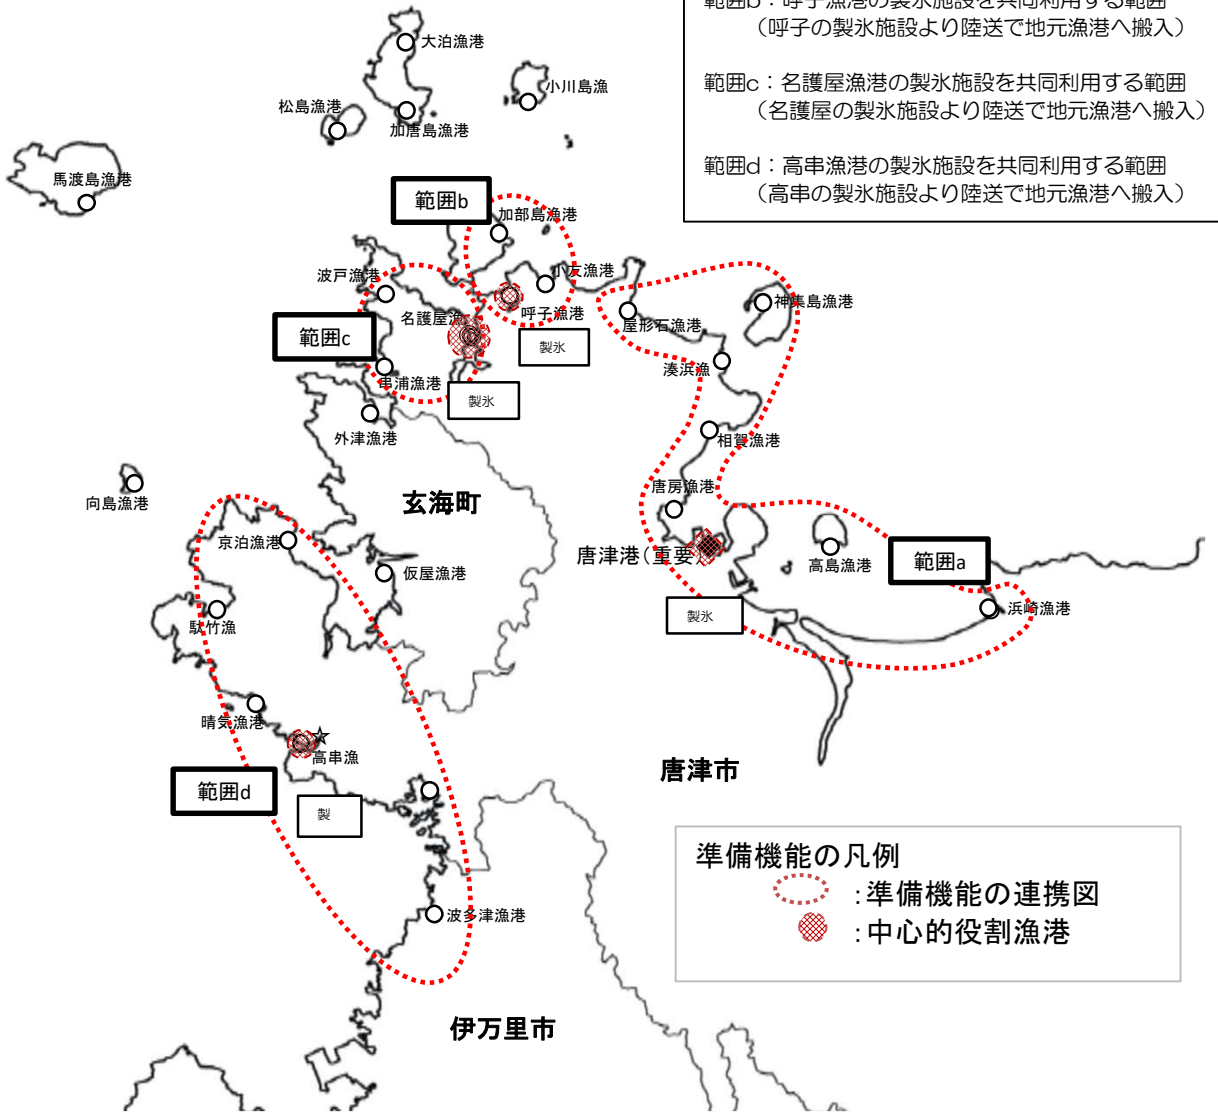 範囲b：呼子漁港の製氷施設を共同利用する範囲
（呼子の製氷施設より陸送で地元漁港へ搬入）
範囲c：名護屋漁港の製氷施設を共同利用する範囲
（名護屋の製氷施設より陸送で地元漁港へ搬入）
範囲d：高串漁港の製氷施設を共同利用する範囲
（高串の製氷施設より陸送で地元漁港へ搬入）
大泊漁港
小川島漁
松島漁港
加唐島漁港
馬渡島漁港
範囲b
加部島漁港
波戸漁港
小友漁港
名護屋漁
呼子漁港
神集島漁港
屋形石漁港
範囲c
製氷
湊浜漁
串浦漁港
製氷
外津漁港
相賀漁港
向島漁港
玄海町
唐房漁港
京泊漁港
唐津港（重要）
高島漁港
範囲a
仮屋漁港
製氷
浜崎漁港
駄竹漁
晴気漁港
☆
高串漁
唐津市
範囲d
製
準備機能の凡例
：準備機能の連携図
：中心的役割漁港
波多津漁港
伊万里市